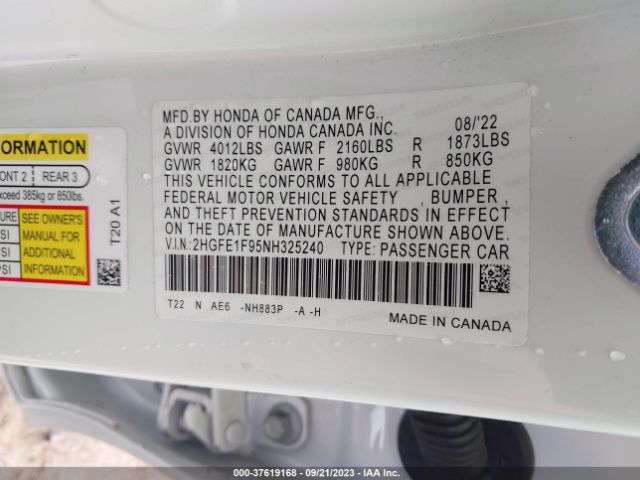 FORMATION
ONT 2 REAR 3
xceed 385kg or 850lbs.
URE SEE OWNER'S
SI MANUAL FOR
SI ADDITIONAL
PSI INFORMATION
T20 A1
MFD.BY HONDA OF CANADA MFG.,
A DIVISION OF HONDA CANADA INC. 08/'22
GVWR 4012LBS GAWR F 2160LBS R 1873LBS
GVWR 1820KG GAWR F 980KG R 850KG
THIS VEHICLE CONFORMS TO ALL APPLICABLE
FEDERAL MOTOR VEHICLE SAFETY , BUMPER ,
AND THEFT PREVENTION STANDARDS IN EFFECT
ON THE DATE OF MANUFACTURE SHOWN ABOVE.
V.I.N:2HGFE1F95NH325240 TYPE: PASSENGER CAR
T22 N AE6 -NH883P -A -H
MADE IN CANADA
000-37619168 - 09/21/2023 - IAA Inc.